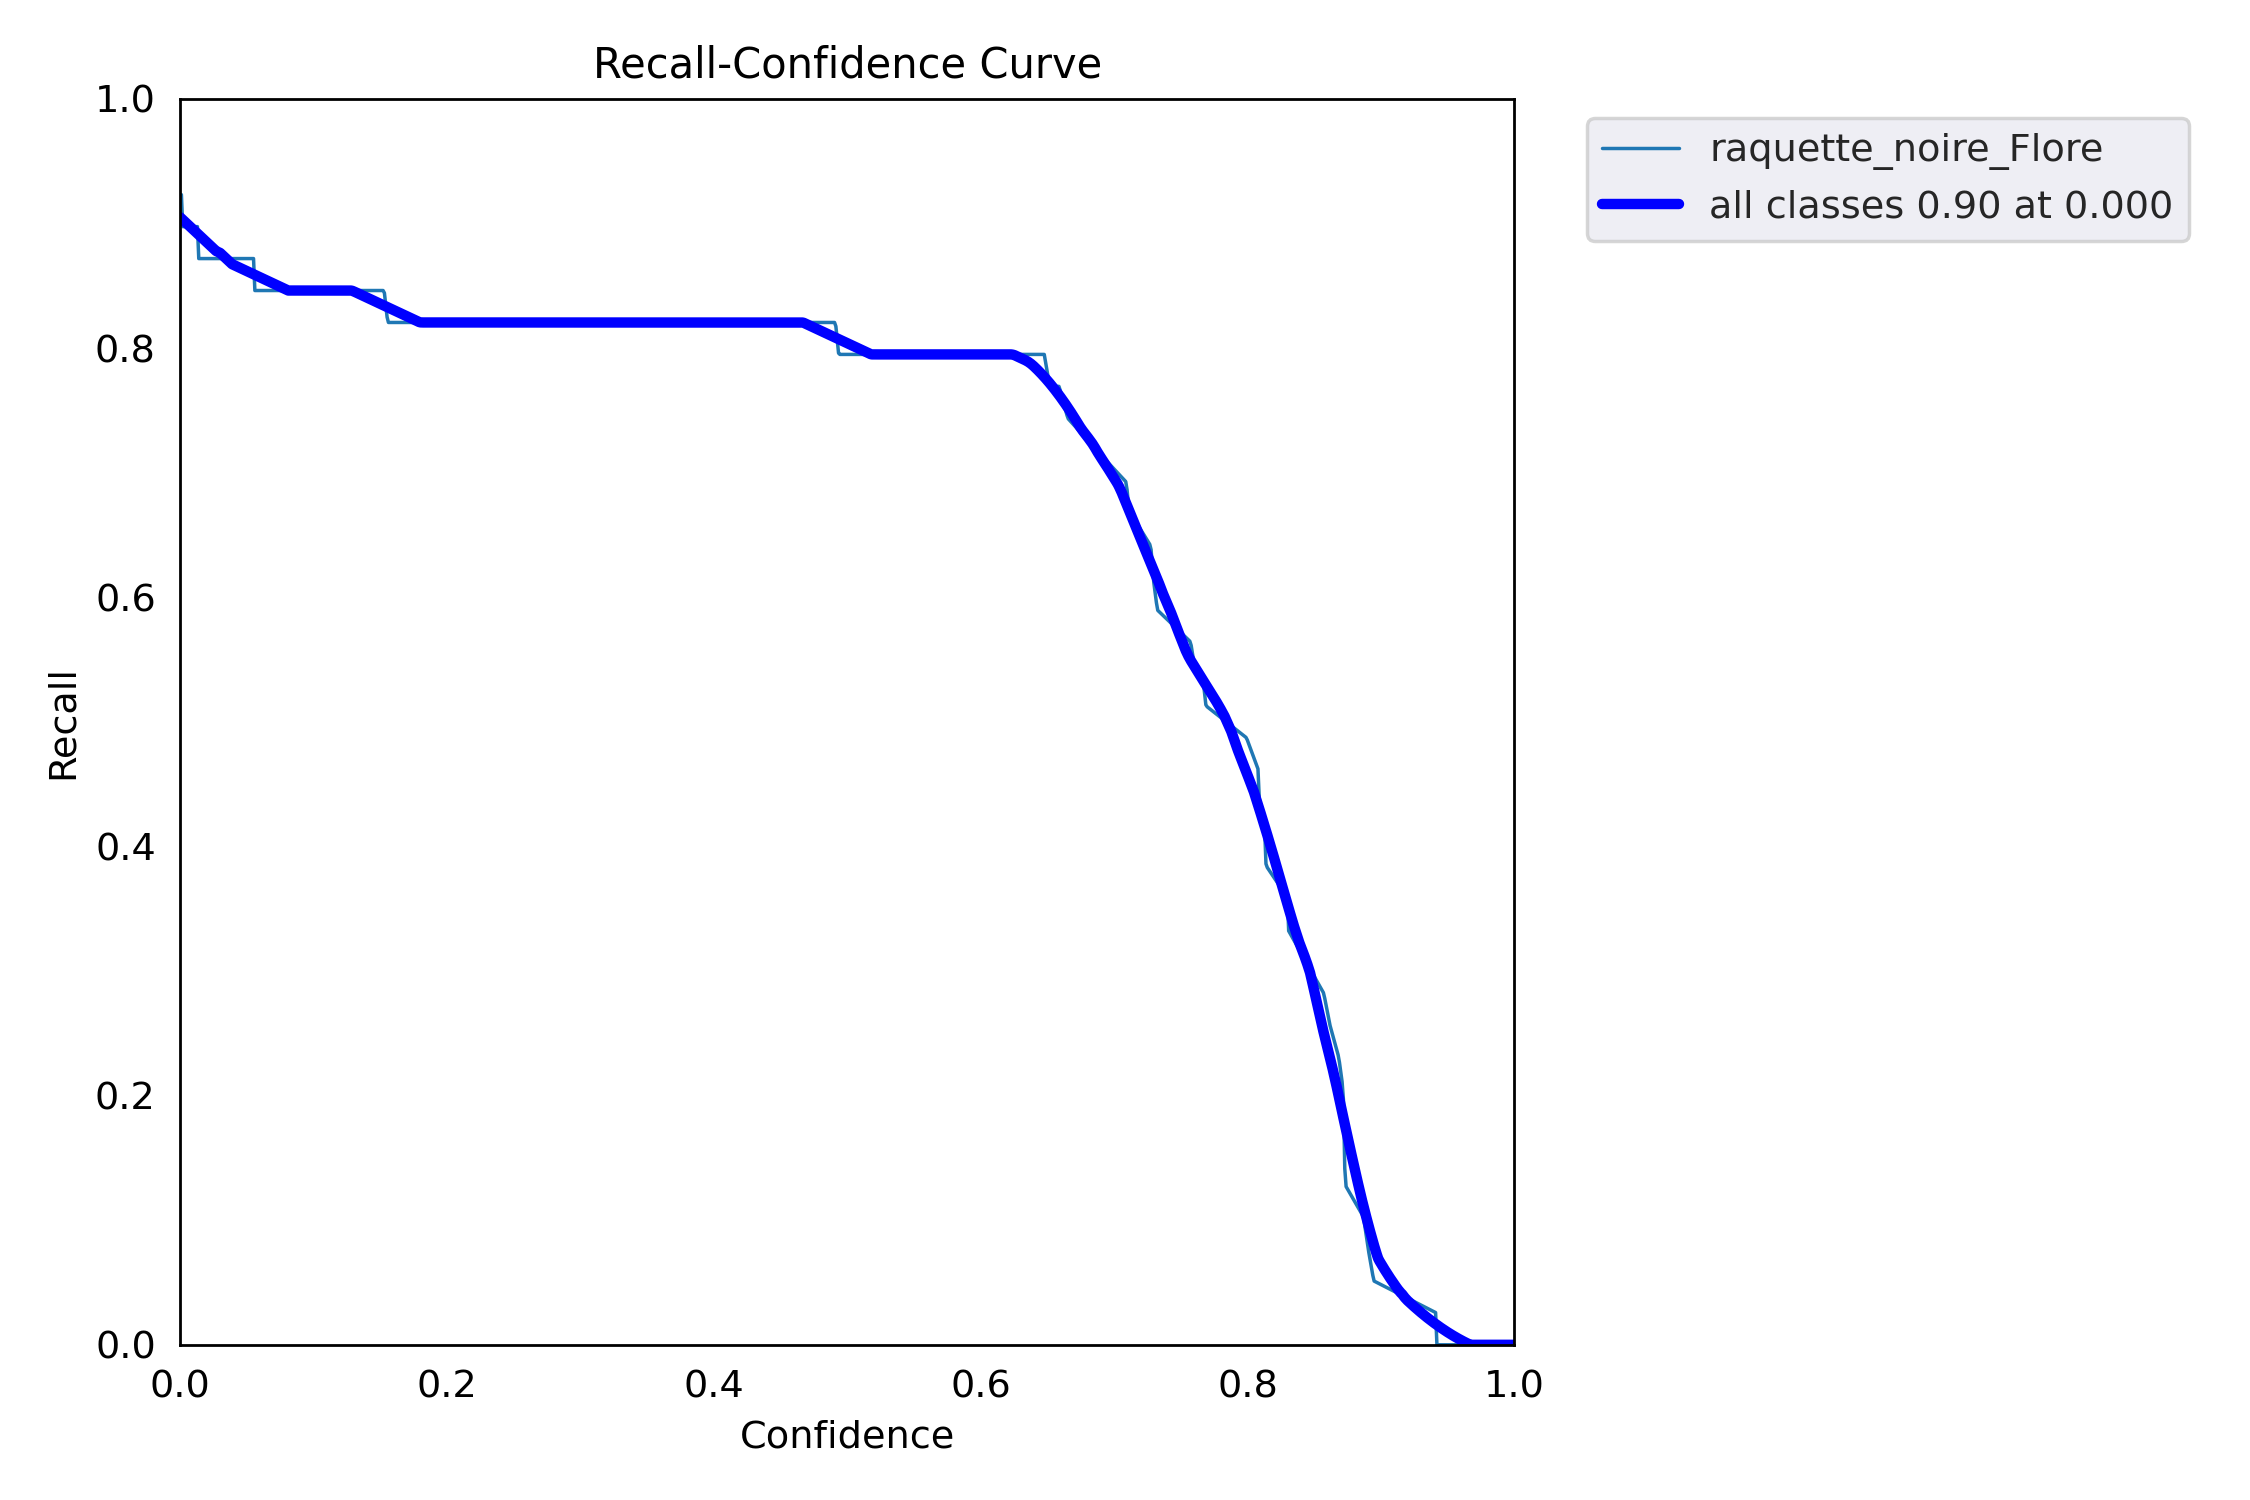 Recall-Confidence Curve
raquette_noire_Flore
all classes 0.90 at 0.000
1.0
0.8
0.6
0.4
0.2
0.0
Recall
0.0 0.2 0.4 0.6 0.8 1.0
Confidence